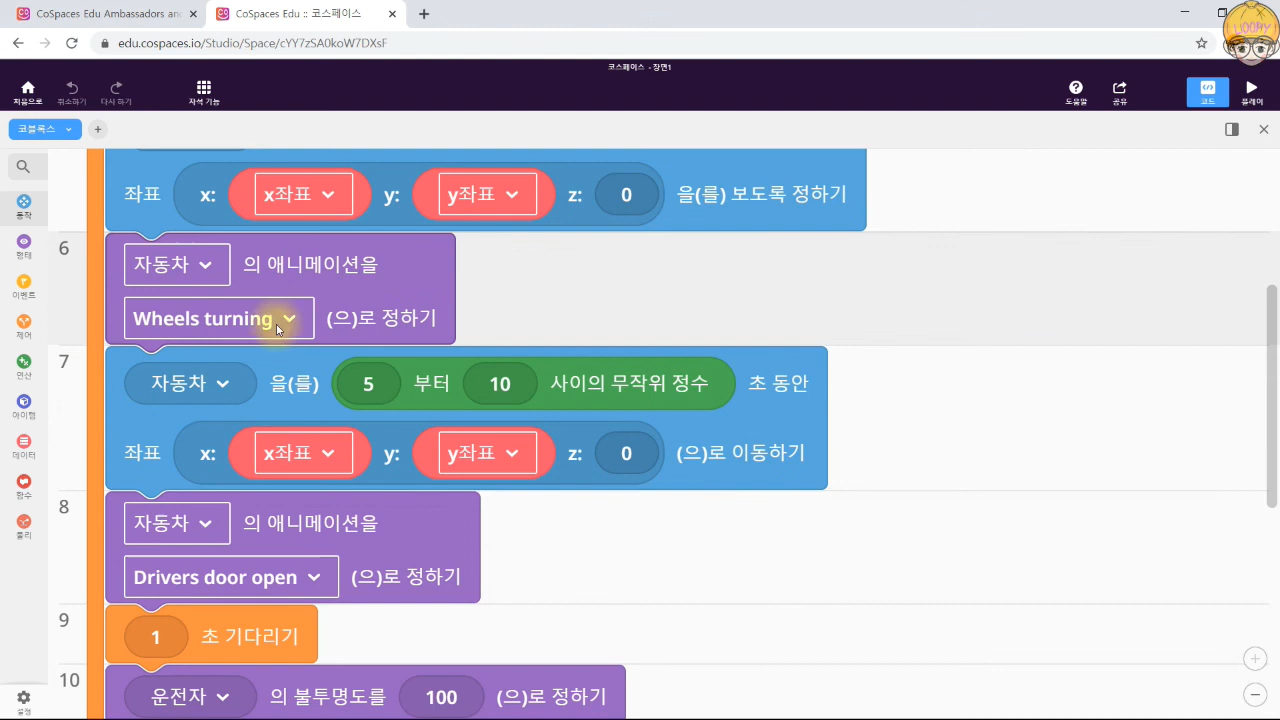 CoSpaces Edu Ambassadors and
CoSpaces Edu :: 코스페이스
edu.cospaces.io/Studio/Space/cYY7zSA0koW7DXsF
코스페이스 - 장면1
처음으로
취소하기
다시 하기
자석 기능
도움말
공유
코드
플레이
코블록스
동작
형태
이벤트
제어
연산
아이템
데이터
함수
물리
설정
좌표 x: x좌표 y: y좌표 z: 0 을(를) 보도록 정하기
6
자동차 의 애니메이션을
Wheels turning (으)로 정하기
7
자동차 을(를) 5 부터 10 사이의 무작위 정수 초 동안
좌표 x: x좌표 y: y좌표 z: 0 (으)로 이동하기
8
자동차 의 애니메이션을
Drivers door open (으)로 정하기
9
1 초 기다리기
10
운전자 의 불투명도를 100 (으)로 정하기